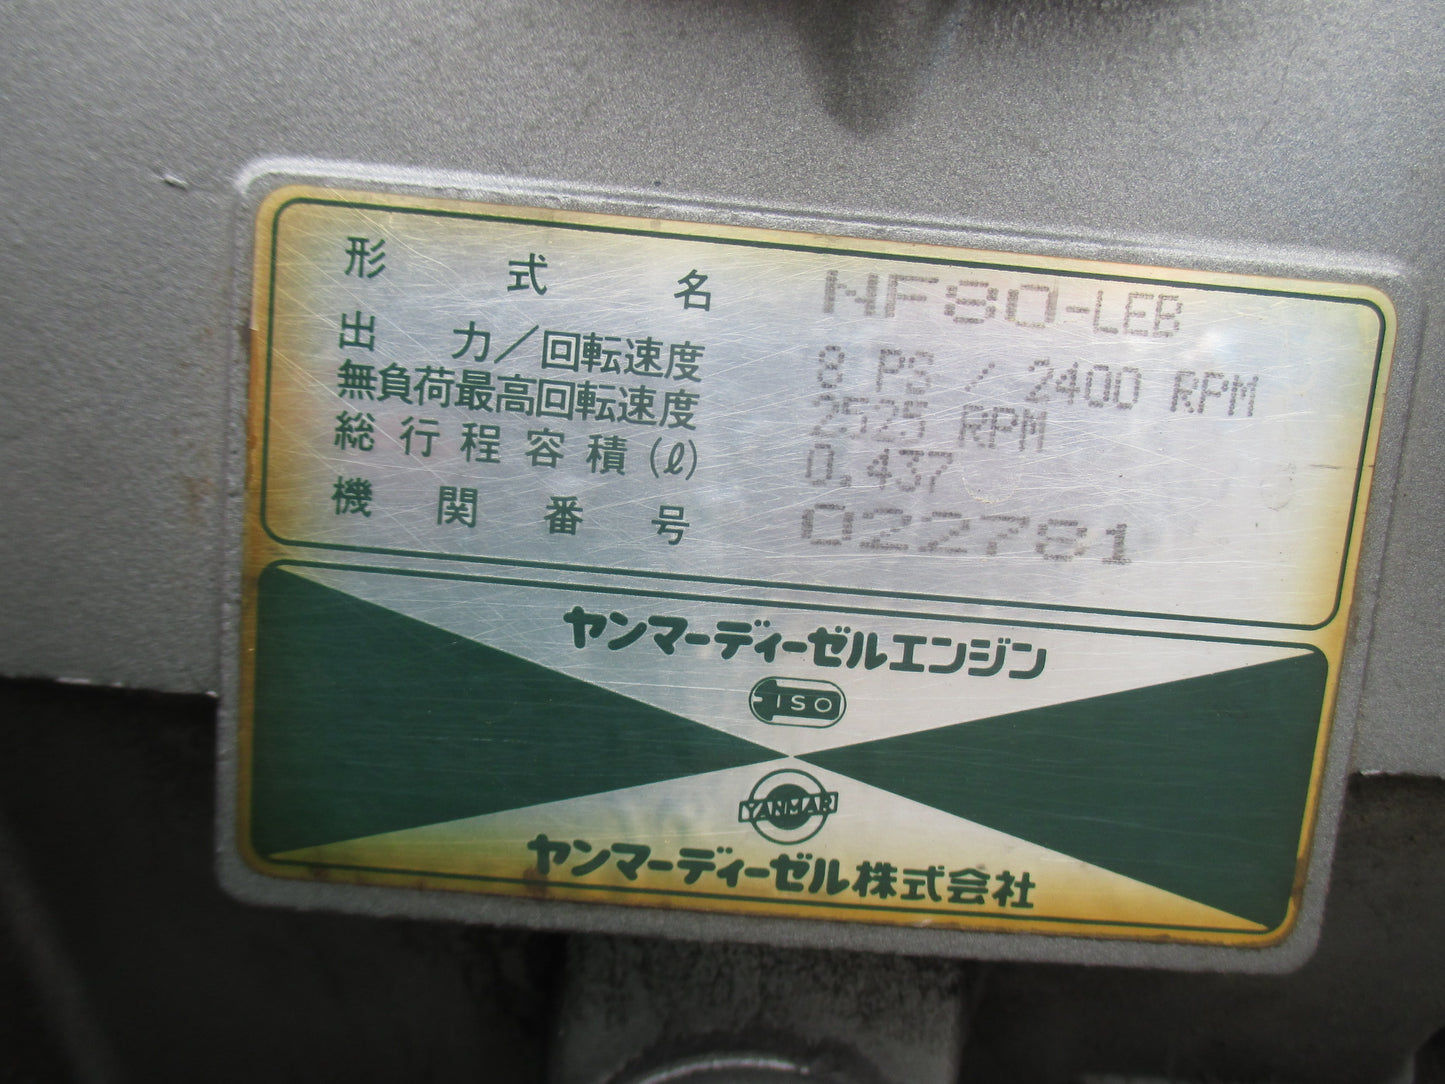 形式名 NF80-LEB
出力/回転速度 8 PS / 2400 RPM
無負荷最高回転速度 2525 RPM
総行程容積(ℓ) 0.437
機関番号 022781
ヤンマーディーゼルエンジン
ISO
YANMAR
ヤンマーディーゼル株式会社